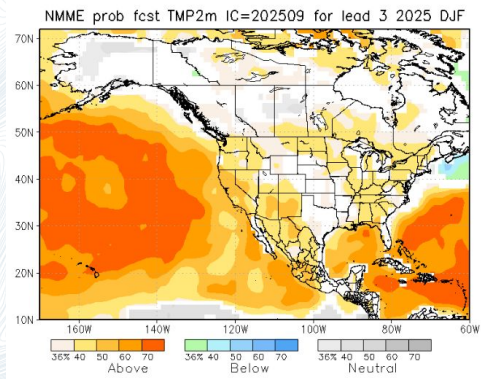 NMME prob fcst TMP2m IC=202509 for lead 3 2025 DJF
70N
60N
50N
40N
30N
20N
10N
160W 140W 120W 100W 80W 60W
36% 40 50 60 70 36% 40 50 60 70 36% 40 50 60 70
Above Below Neutral